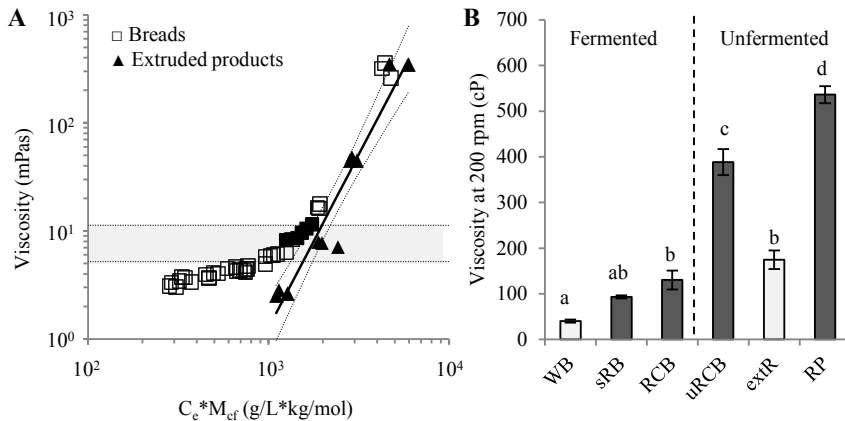 A
□ Breads
▲ Extruded products
10³
10²
10¹
10⁰
Viscosity (mPas)
10² 10³ 10⁴
Cₑ*M꜀f (g/L*kg/mol)
B
700
600
500
400
300
200
100
0
Viscosity at 200 rpm (cP)
Fermented Unfermented
a ab b c b d
WB sRB RCB uRCB extR RP